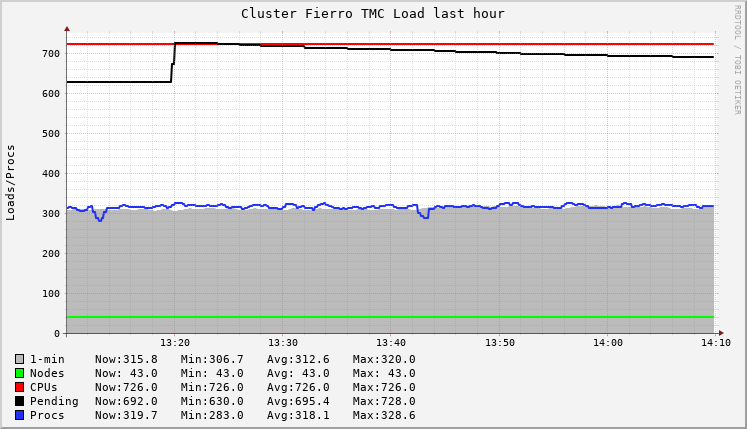 Cluster Fierro TMC Load last hour
RRDTOOL / TOBI OETIKER
Loads/Procs
700
600
500
400
300
200
100
0
13:20 13:30 13:40 13:50 14:00 14:10
1-min Now:315.8 Min:306.7 Avg:312.6 Max:320.0
Nodes Now: 43.0 Min: 43.0 Avg: 43.0 Max: 43.0
CPUs Now:726.0 Min:726.0 Avg:726.0 Max:726.0
Pending Now:692.0 Min:630.0 Avg:695.4 Max:728.0
Procs Now:319.7 Min:283.0 Avg:318.1 Max:328.6